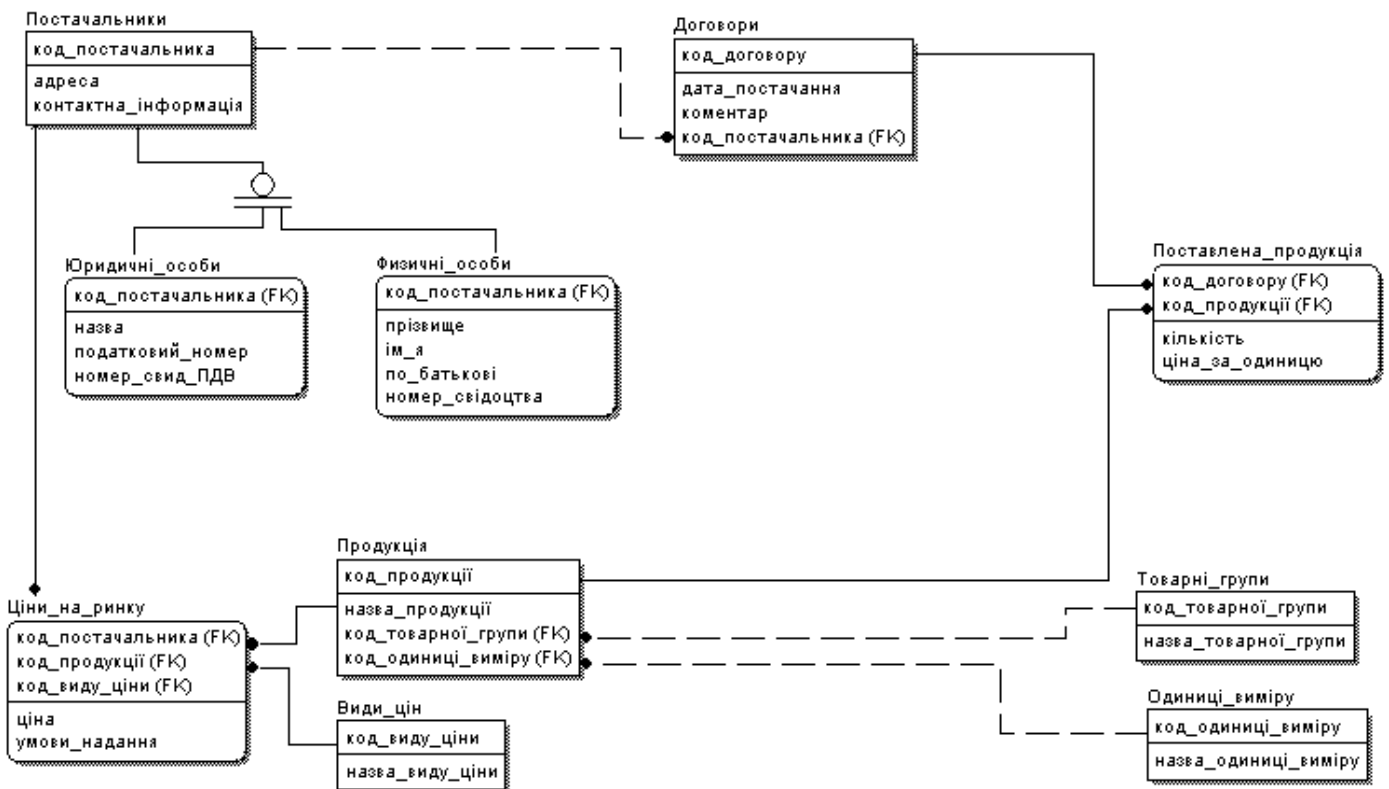 Постачальники
код_постачальника
адреса
контактна_інформація
Договори
код_договору
дата_постачання
коментар
код_постачальника (FK)
Юридичні_особи
код_постачальника (FK)
назва
податковий_номер
номер_свид_ПДВ
Физичні_особи
код_постачальника (FK)
прізвище
ім_я
по_батькові
номер_свідоцтва
Поставлена_продукція
код_договору (FK)
код_продукції (FK)
кількість
ціна_за_одиницю
Ціни_на_ринку
код_постачальника (FK)
код_продукції (FK)
код_виду_ціни (FK)
ціна
умови_надання
Продукція
код_продукції
назва_продукції
код_товарної_групи (FK)
код_одиниці_виміру (FK)
Види_цін
код_виду_ціни
назва_виду_ціни
Товарні_групи
код_товарної_групи
назва_товарної_групи
Одиниці_виміру
код_одиниці_виміру
назва_одиниці_виміру